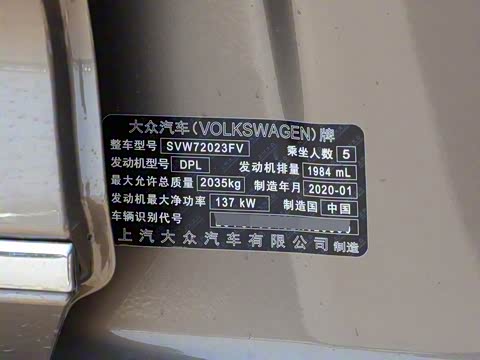 大众汽车(VOLKSWAGEN)牌
整车型号 SVW72023FV 乘坐人数 5
发动机型号 DPL 发动机排量 1984 mL
最大允许总质量 2035kg 制造年月 2020-01
发动机最大净功率 137 kW 制造国 中国
车辆识别代号
上汽大众汽车有限公司 制造